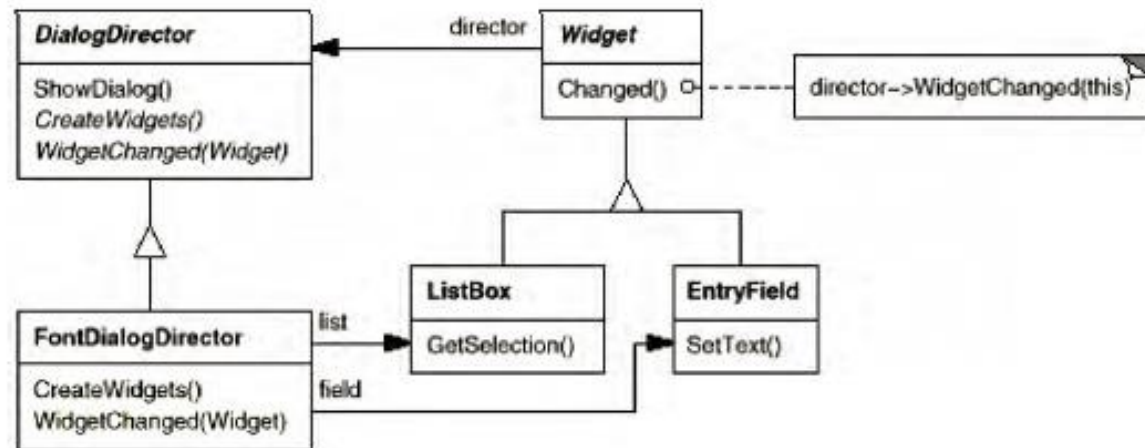 DialogDirector
ShowDialog()
CreateWidgets()
WidgetChanged(Widget)
director
Widget
Changed()
director->WidgetChanged(this)
ListBox
GetSelection()
EntryField
SetText()
FontDialogDirector
CreateWidgets()
WidgetChanged(Widget)
list
field